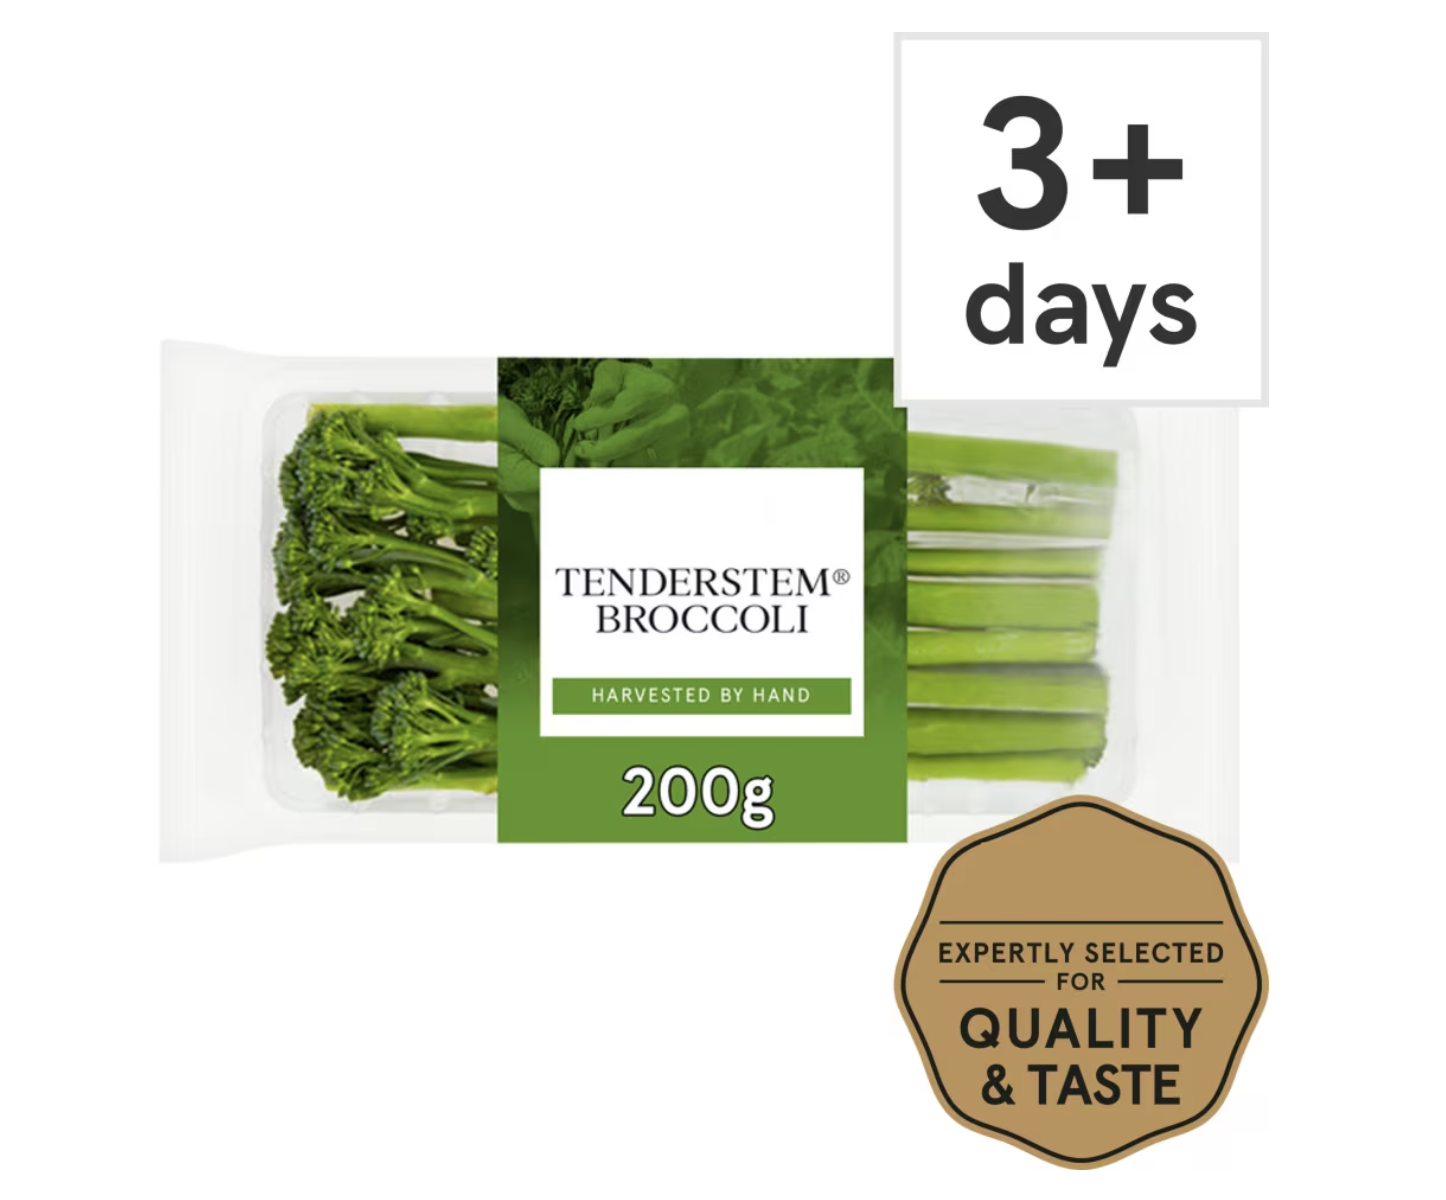 3+
days
TENDERSTEM®
BROCCOLI
HARVESTED BY HAND
200g
EXPERTLY SELECTED
FOR
QUALITY
& TASTE